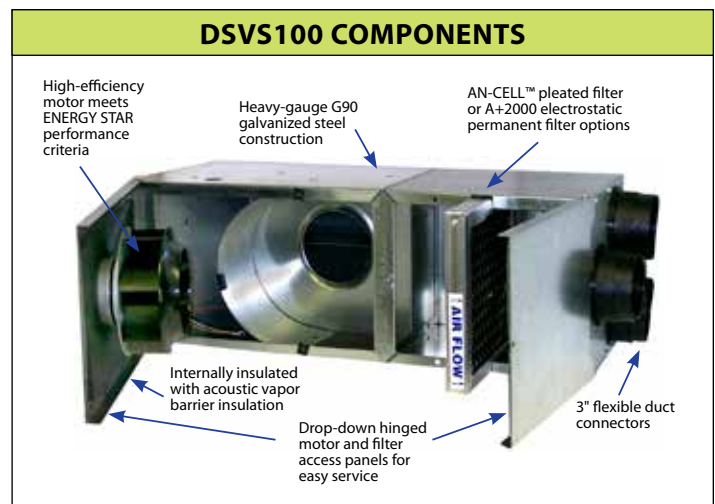 DSVS100 COMPONENTS
High-efficiency
motor meets
ENERGY STAR
performance
criteria
Heavy-gauge G90
galvanized steel
construction
AN-CELL™ pleated filter
or A+2000 electrostatic
permanent filter options
AIR FLOW
Internally insulated
with acoustic vapor
barrier insulation
Drop-down hinged
motor and filter
access panels for
easy service
3" flexible duct
connectors